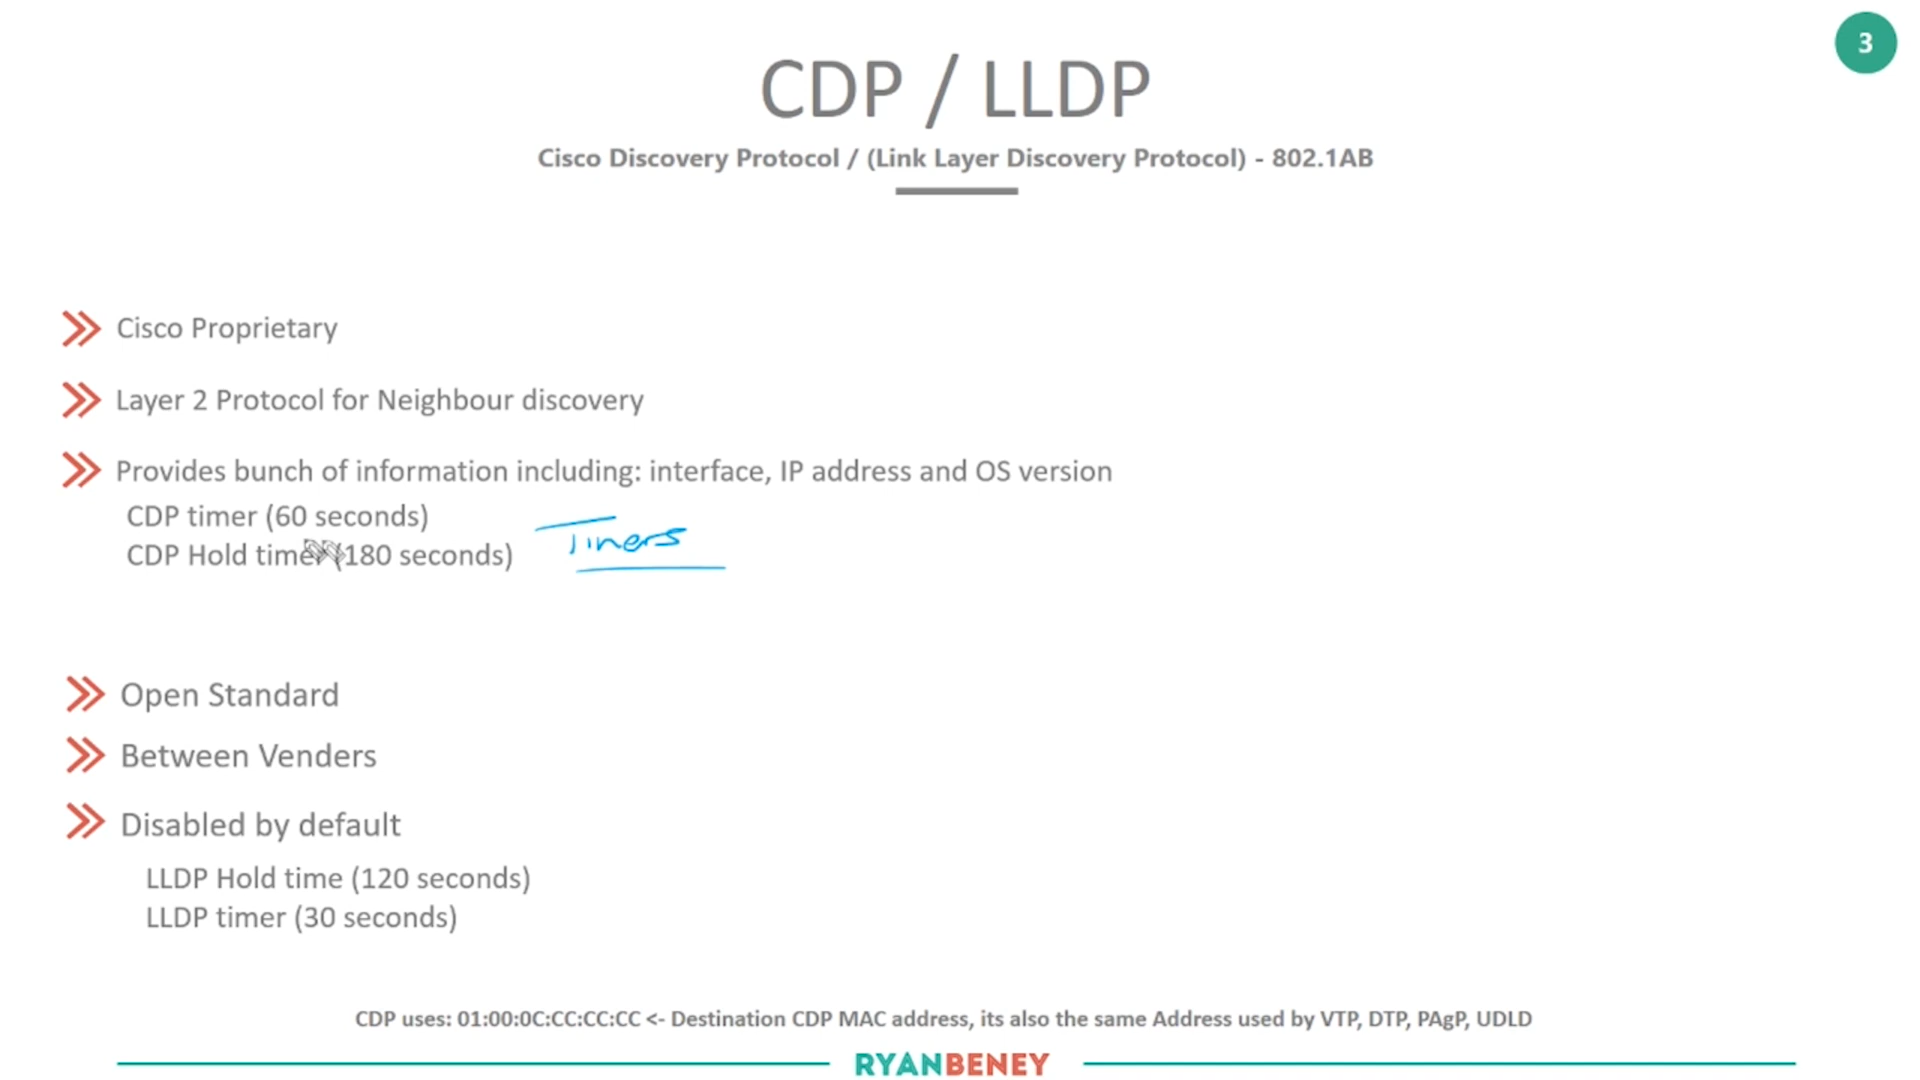 3
CDP / LLDP
Cisco Discovery Protocol / (Link Layer Discovery Protocol) - 802.1AB
Cisco Proprietary
Layer 2 Protocol for Neighbour discovery
Provides bunch of information including: interface, IP address and OS version
CDP timer (60 seconds)
CDP Hold timer (180 seconds)
Timers
Open Standard
Between Venders
Disabled by default
LLDP Hold time (120 seconds)
LLDP timer (30 seconds)
CDP uses: 01:00:0C:CC:CC:CC <- Destination CDP MAC address, its also the same Address used by VTP, DTP, PAgP, UDLD
RYANBENEY